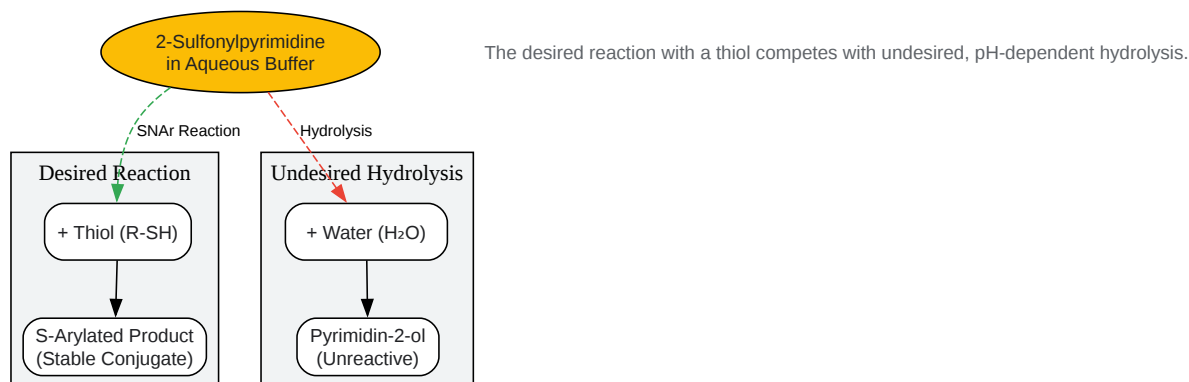 2-Sulfonylpyrimidine
in Aqueous Buffer
The desired reaction with a thiol competes with undesired, pH-dependent hydrolysis.
SNAr Reaction
Hydrolysis
Desired Reaction
Undesired Hydrolysis
+ Thiol (R-SH)
+ Water (H₂O)
S-Arylated Product
(Stable Conjugate)
Pyrimidin-2-ol
(Unreactive)